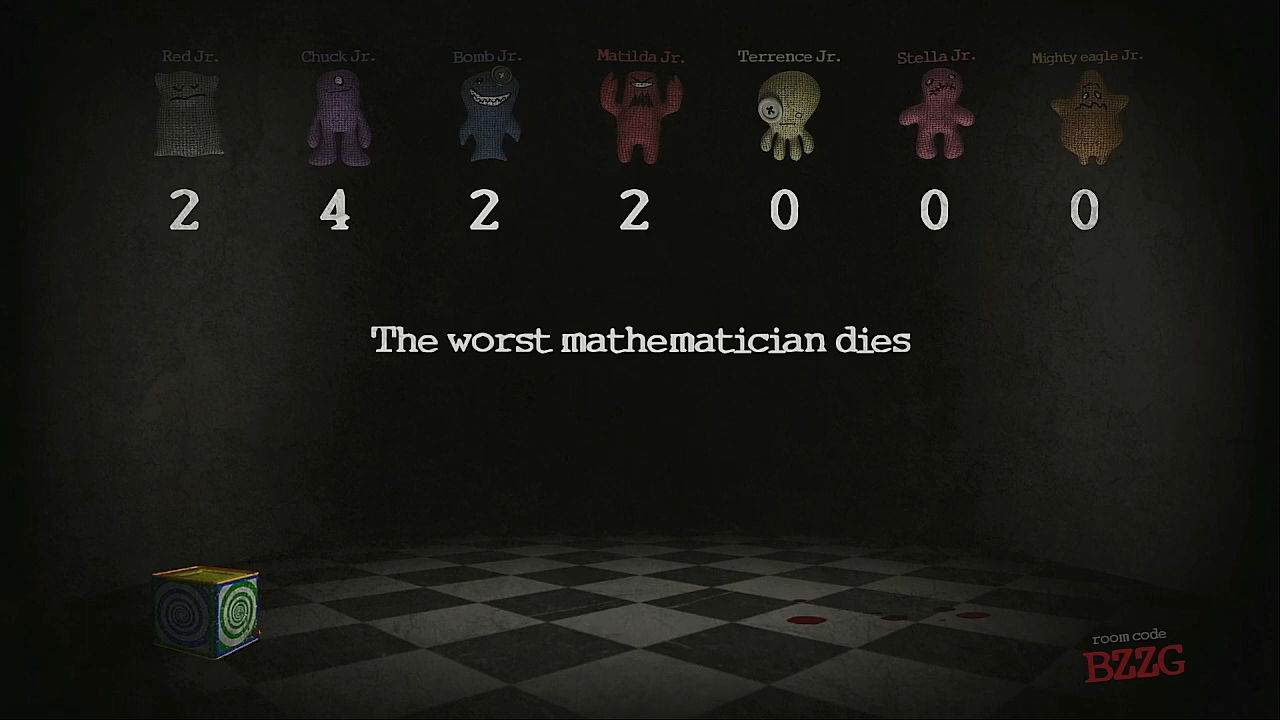 Red Jr. Chuck Jr. Bomb Jr. Matilda Jr. Terrence Jr. Stella Jr. Mighty eagle Jr.
2 4 2 2 0 0 0
The worst mathematician dies
room code
BZZG